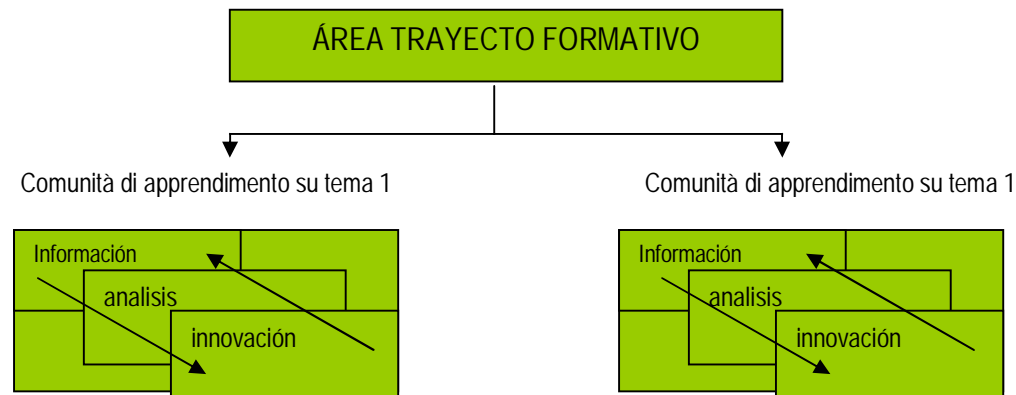 ÁREA TRAYECTO FORMATIVO
Comunità di apprendimento su tema 1
Comunità di apprendimento su tema 1
Información
analisis
innovación
Información
analisis
innovación